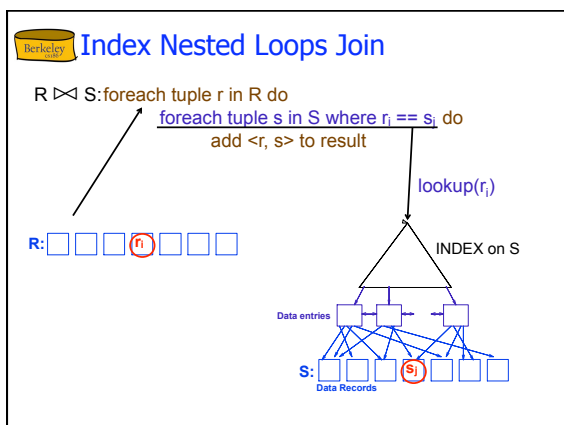 Berkeley
Index Nested Loops Join
R ⋈ S: foreach tuple r in R do
foreach tuple s in S where ri == sj do
add <r, s> to result
lookup(ri)
R:
ri
INDEX on S
Data entries
S:
sj
Data Records